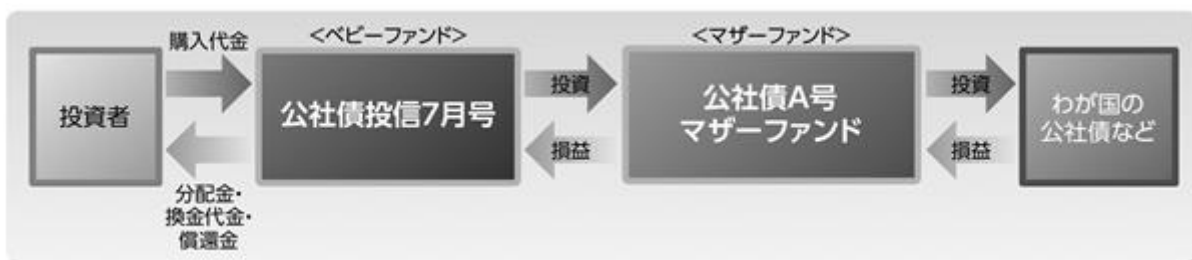 購入代金
<ベビーファンド>
<マザーファンド>
投資者
公社債投信7月号
投資
公社債A号
マザーファンド
投資
わが国の
公社債など
損益
損益
分配金・
換金代金・
償還金